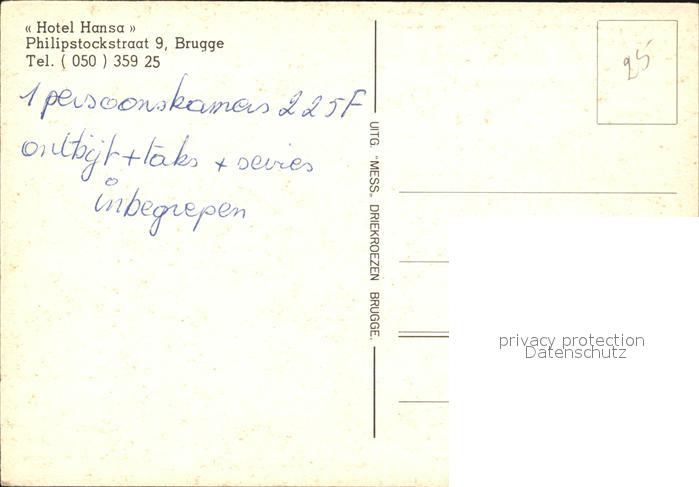 « Hotel Hansa »
Philipstockstraat 9, Brugge
Tel. ( 050 ) 359 25
1 persoonskamers 225F
ontbijt + taks + servies
inbegrepen
UITG. "MESS„ DRIEKROEZEN BRUGGE.
25
privacy protection
Datenschutz